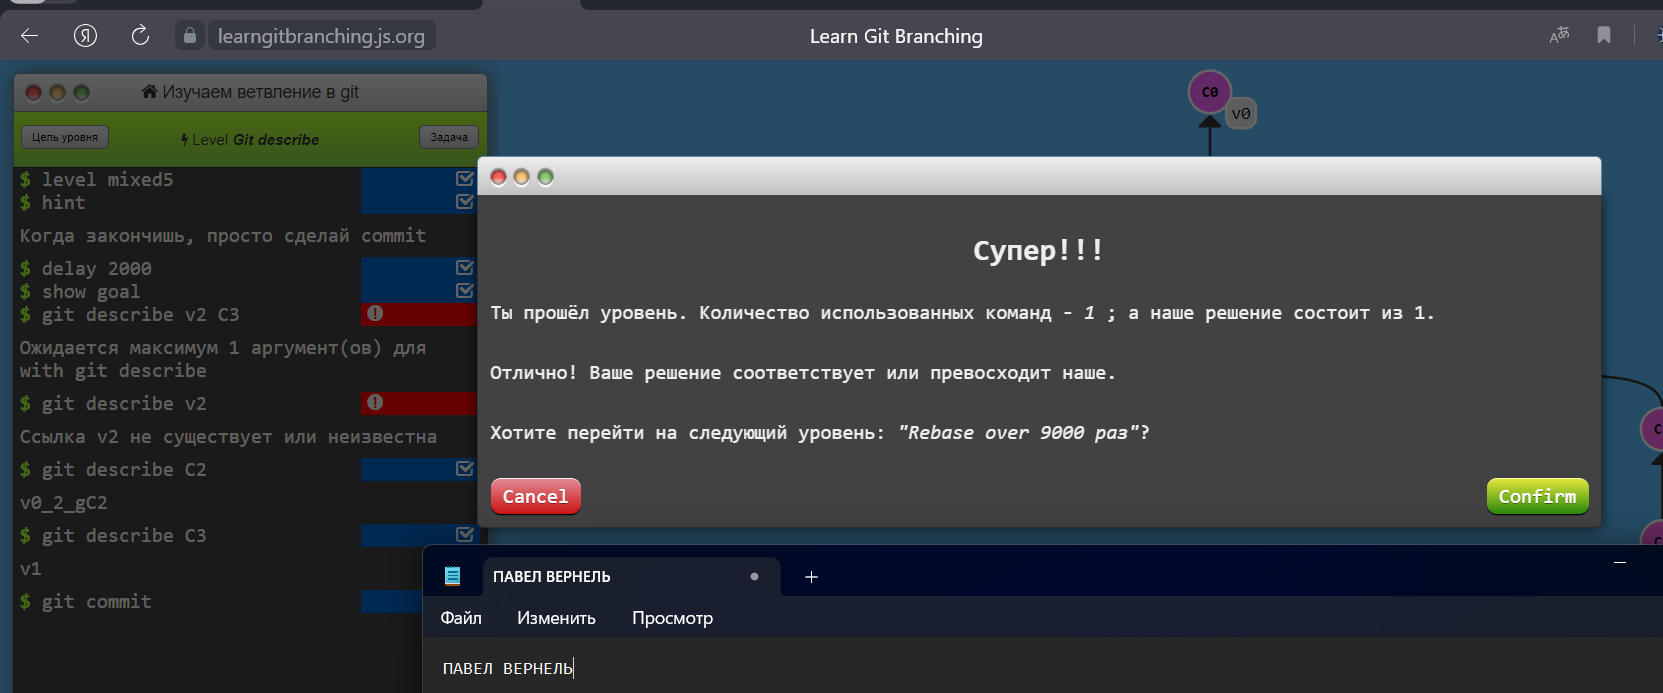 learngitbranching.js.org
Learn Git Branching
Изучаем ветвление в git
Цель уровня
Level Git describe
Задача
$ level mixed5
$ hint
Когда закончишь, просто сделай commit
$ delay 2000
$ show goal
$ git describe v2 C3
Ожидается максимум 1 аргумент(ов) для
with git describe
$ git describe v2
Ссылка v2 не существует или неизвестна
$ git describe C2
v0_2_gC2
$ git describe C3
v1
$ git commit
C0
v0
Супер!!!
Ты прошёл уровень. Количество использованных команд - 1 ; а наше решение состоит из 1.
Отлично! Ваше решение соответствует или превосходит наше.
Хотите перейти на следующий уровень: "Rebase over 9000 раз"?
Cancel
Confirm
ПАВЕЛ ВЕРНЕЛЬ
Файл
Изменить
Просмотр
ПАВЕЛ ВЕРНЕЛЬ